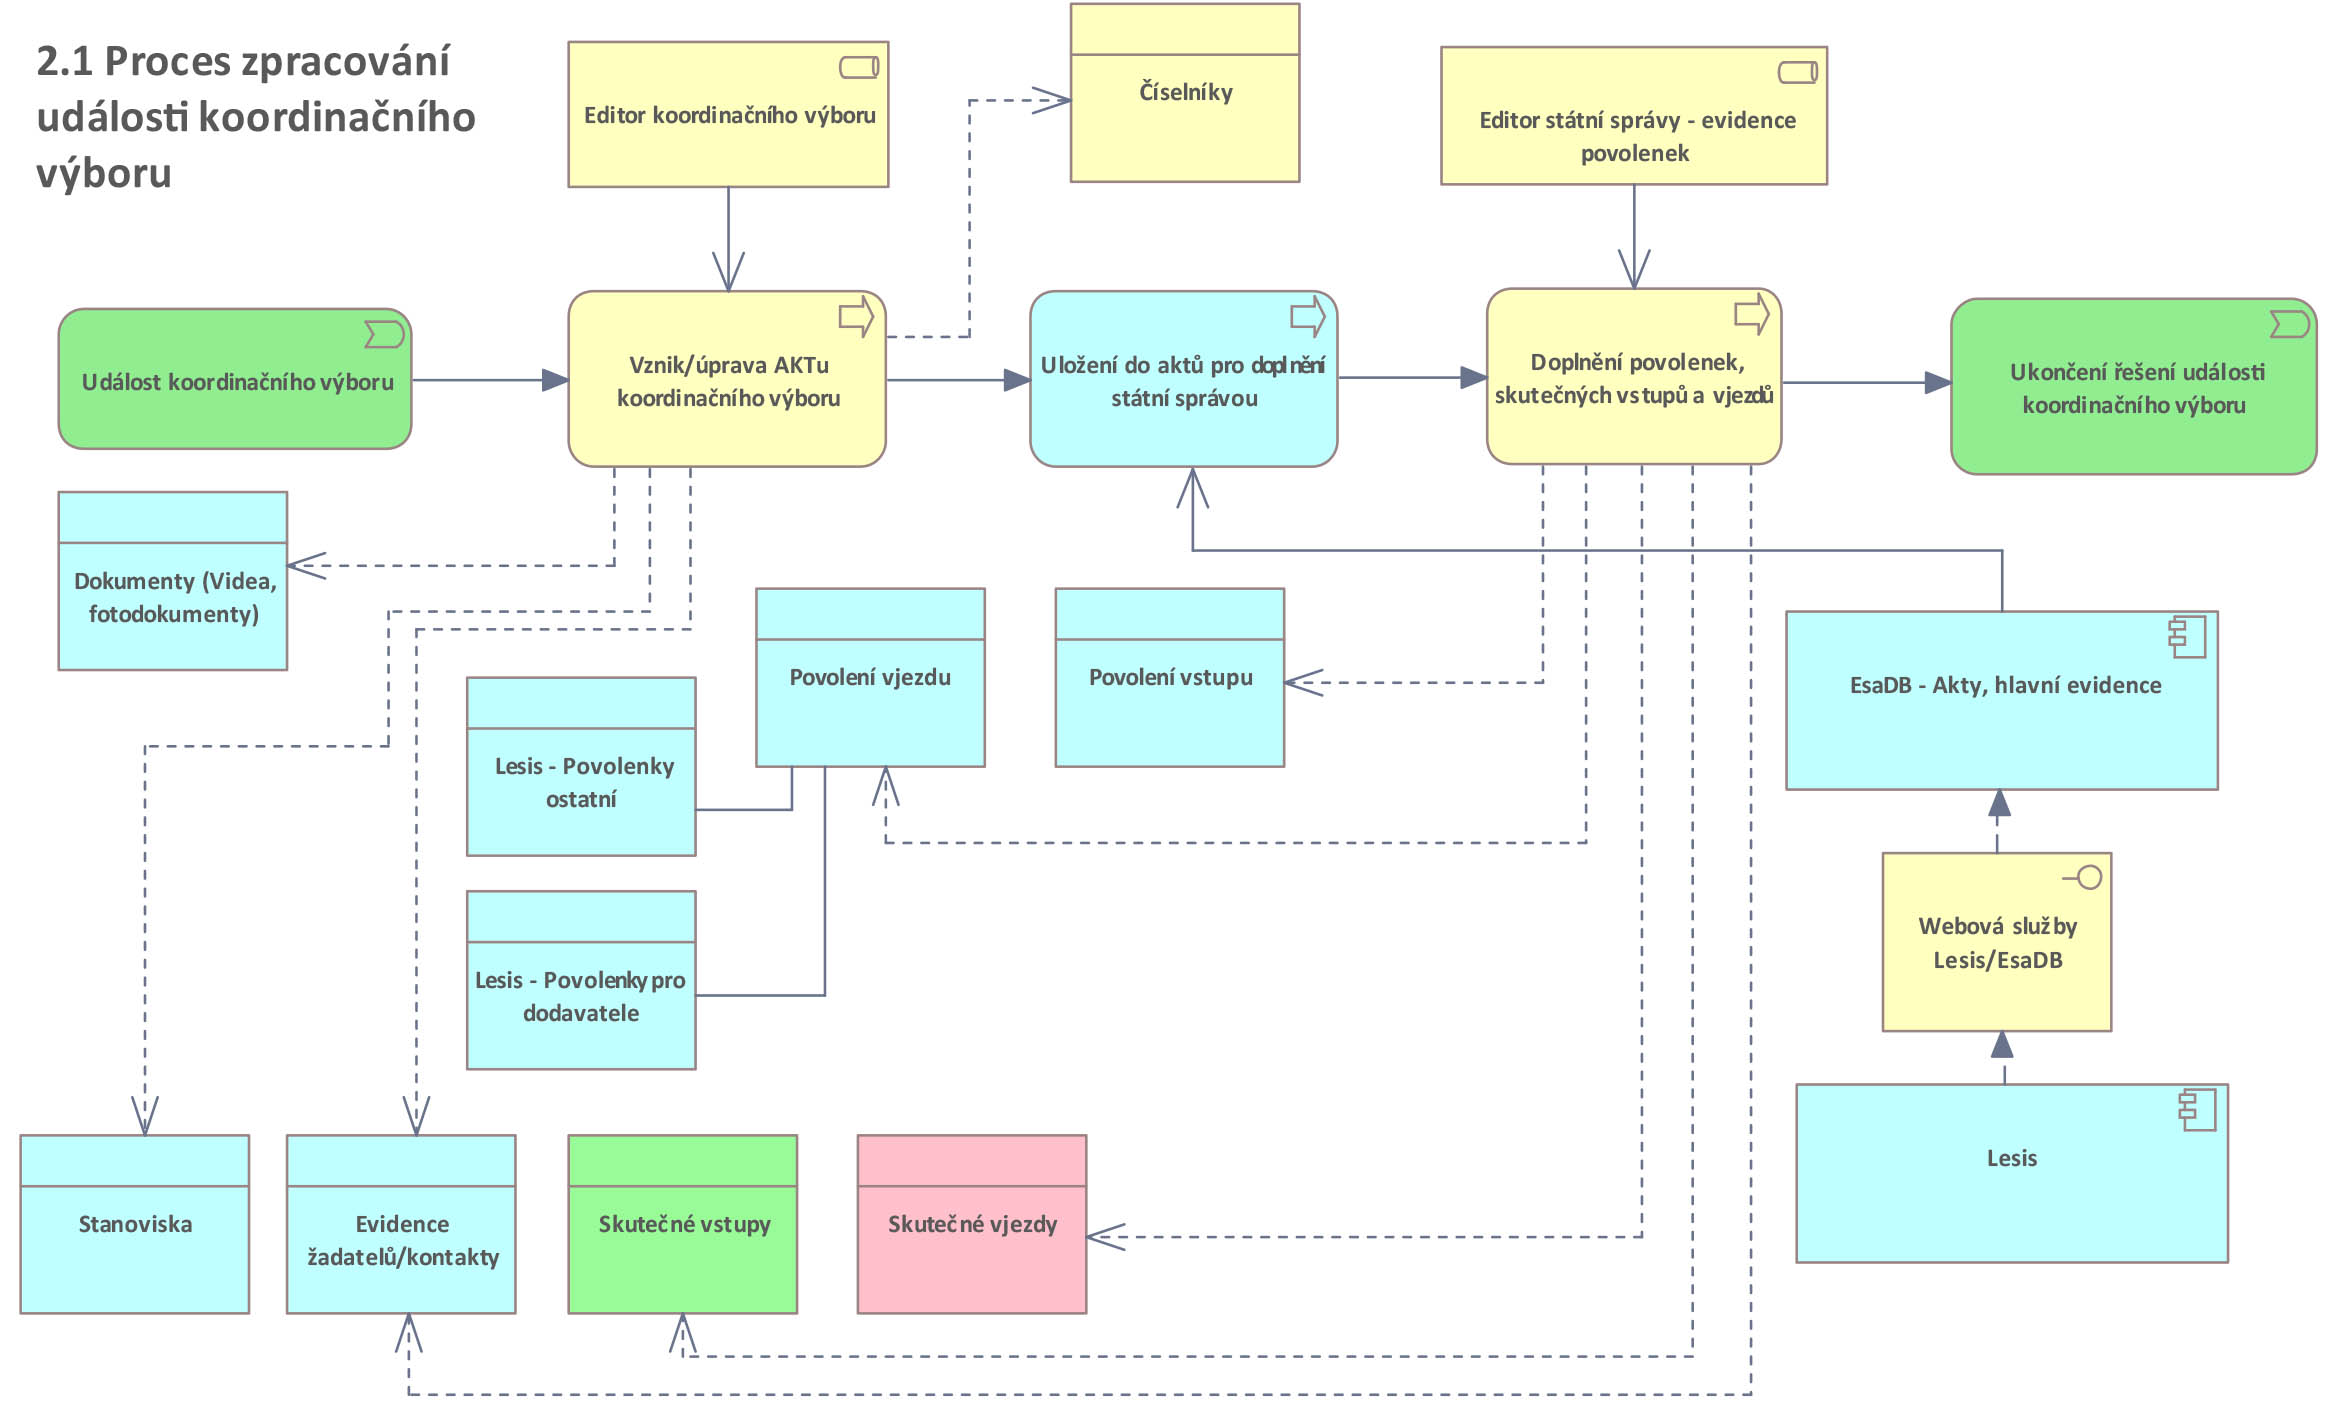 2.1 Proces zpracování
události koordinačního
výboru
Editor koordinačního výboru
Číselníky
Editor státní správy - evidence
povolenek
Událost koordinačního výboru
Vznik/úprava AKTu
koordinačního výboru
Uložení do aktů pro doplnění
státní správou
Doplnění povolenek,
skutečných vstupů a vjezdů
Ukončení řešení události
koordinačního výboru
Dokumenty (Videa,
fotodokumenty)
Povolení vjezdu
Povolení vstupu
EsaDB - Akty, hlavní evidence
Lesis - Povolenky
ostatní
Webová služby
Lesis/EsaDB
Lesis - Povolenky pro
dodavatele
Lesis
Stanoviska
Evidence
žadatelů/kontakty
Skutečné vstupy
Skutečné vjezdy